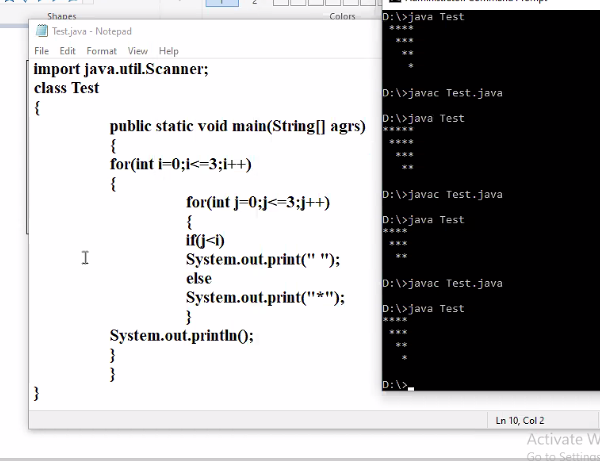 Shapes
1
2
Colors
Test.java - Notepad
File Edit Format View Help
import java.util.Scanner;
class Test
{
public static void main(String[] agrs)
{
for(int i=0;i<=3;i++)
{
for(int j=0;j<=3;j++)
{
if(j<i)
System.out.print(" ");
else
System.out.print("*");
}
System.out.println();
}
}
}
Ln 10, Col 2
D:\>java Test
 ****
  ***
   **
    *
D:\>javac Test.java
D:\>java Test
*****
 ****
  ***
   **
D:\>javac Test.java
D:\>java Test
****
 ***
  **
D:\>javac Test.java
D:\>java Test
****
 ***
  **
   *
D:\>
Activate W
Go to Settings